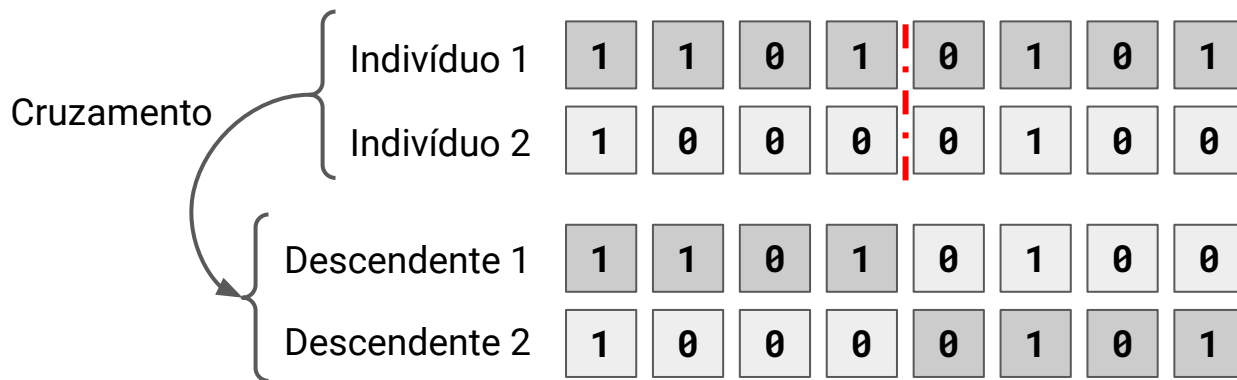 Cruzamento
Indivíduo 1 1 1 0 1 0 1 0 1
Indivíduo 2 1 0 0 0 0 1 0 0
Descendente 1 1 1 0 1 0 1 0 0
Descendente 2 1 0 0 0 0 1 0 1